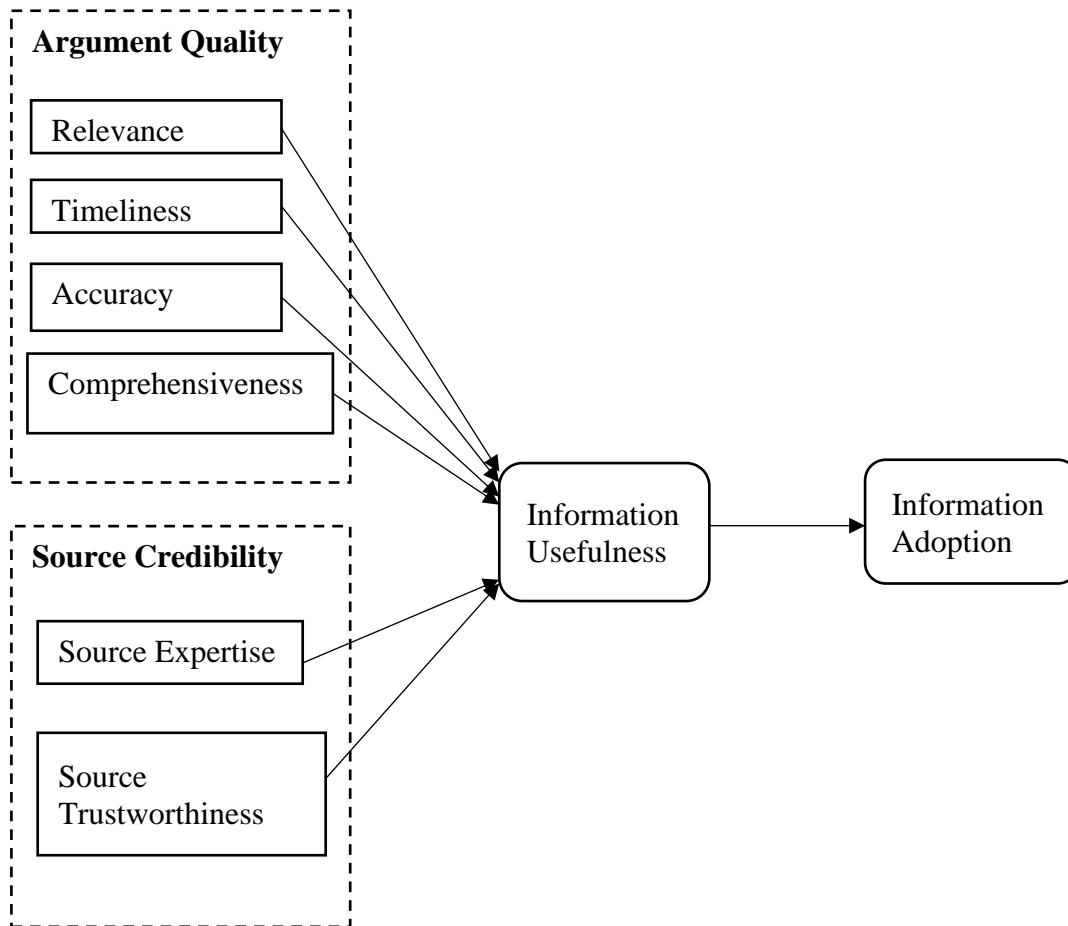 Argument Quality
Relevance
Timeliness
Accuracy
Comprehensiveness
Source Credibility
Source Expertise
Source
Trustworthiness
Information
Usefulness
Information
Adoption